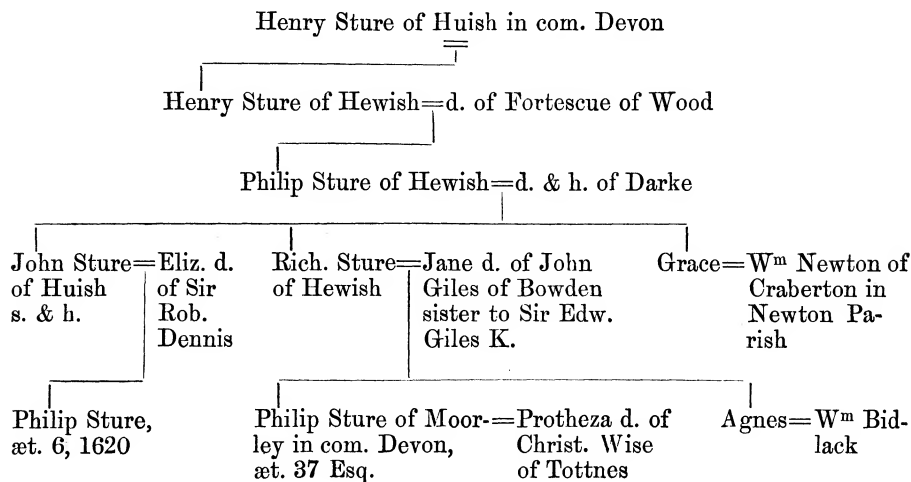 Henry Sture of Huish in com. Devon
Henry Sture of Hewish=d. of Fortescue of Wood
Philip Sture of Hewish=d. & h. of Darke
John Sture=Eliz. d.
of Huish
s. & h.
of Sir
Rob.
Dennis
Rich. Sture=Jane d. of John
of Hewish
Giles of Bowden
sister to Sir Edw.
Giles K.
Grace=Wᵐ Newton of
Craberton in
Newton Pa-
rish
Philip Sture,
æt. 6, 1620
Philip Sture of Moor-=Protheza d. of
ley in com. Devon,
æt. 37 Esq.
Christ. Wise
of Tottnes
Agnes=Wᵐ Bid-
lack